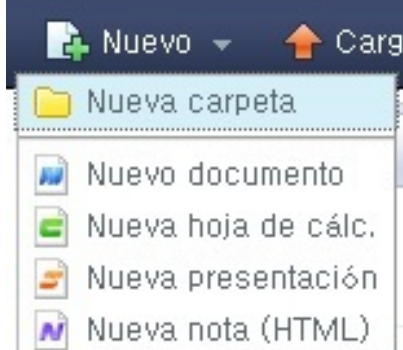 Nuevo Carg
Nueva carpeta
Nuevo documento
Nueva hoja de cálc.
Nueva presentación
Nueva nota (HTML)